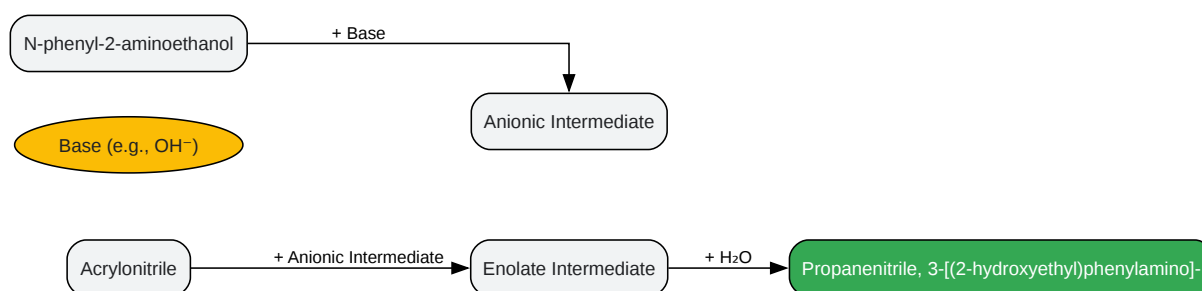 N-phenyl-2-aminoethanol
+ Base
Anionic Intermediate
Base (e.g., OH⁻)
Acrylonitrile
+ Anionic Intermediate
Enolate Intermediate
+ H₂O
Propanenitrile, 3-[(2-hydroxyethyl)phenylamino]-